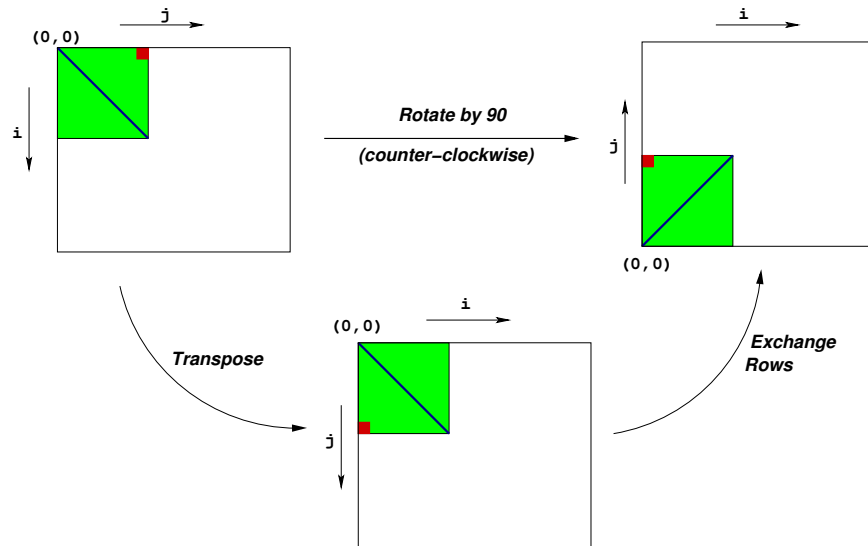 j
i
(0,0)
i
Rotate by 90
(counter−clockwise)
j
(0,0)
i
(0,0)
Transpose
Exchange
Rows
j